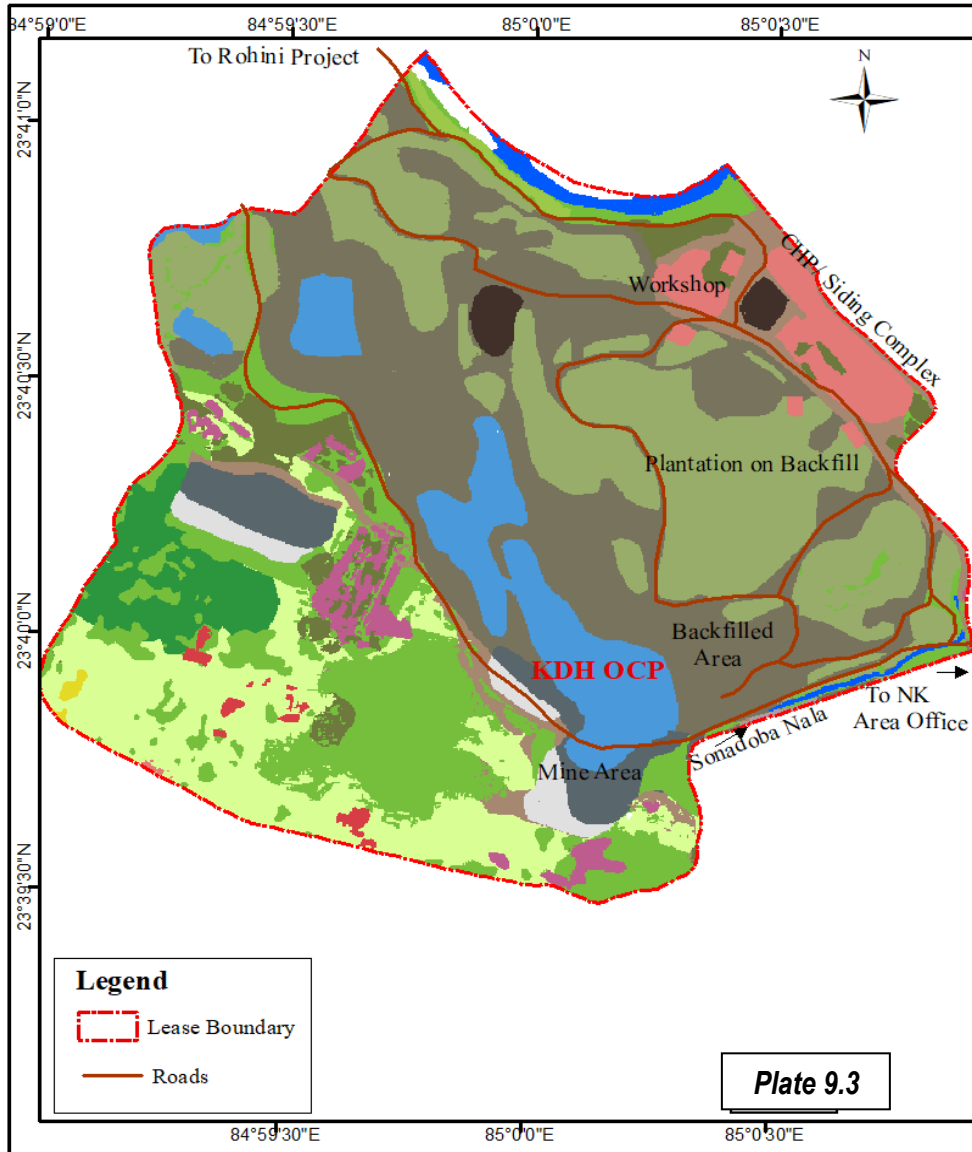 84°59'0"E 84°59'30"E 85°0'0"E 85°0'30"E
To Rohini Project
N
23°41'0"N
CHP/ Siding Complex
Workshop
23°40'30"N
Plantation on Backfill
23°40'0"N
Backfilled
Area
KDH OCP
To NK
Area Office
Sonadoba Nala
Mine Area
23°39'30"N
Legend
Lease Boundary
Roads
Plate 9.3
84°59'30"E 85°0'0"E 85°0'30"E